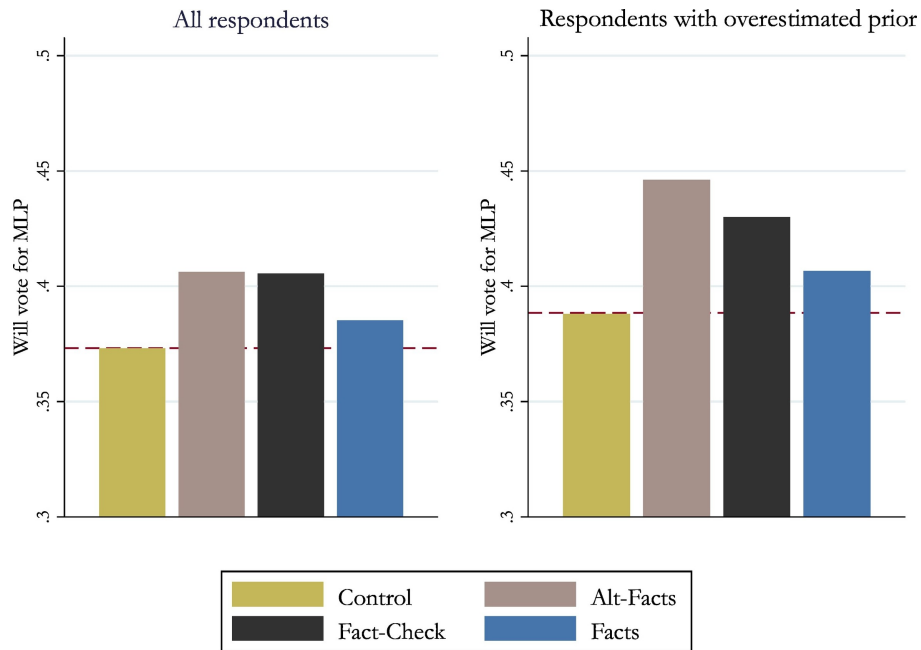 All respondents
Respondents with overestimated prior
Will vote for MLP
.5
.45
.4
.35
.3
Will vote for MLP
.5
.45
.4
.35
.3
Control
Alt-Facts
Fact-Check
Facts